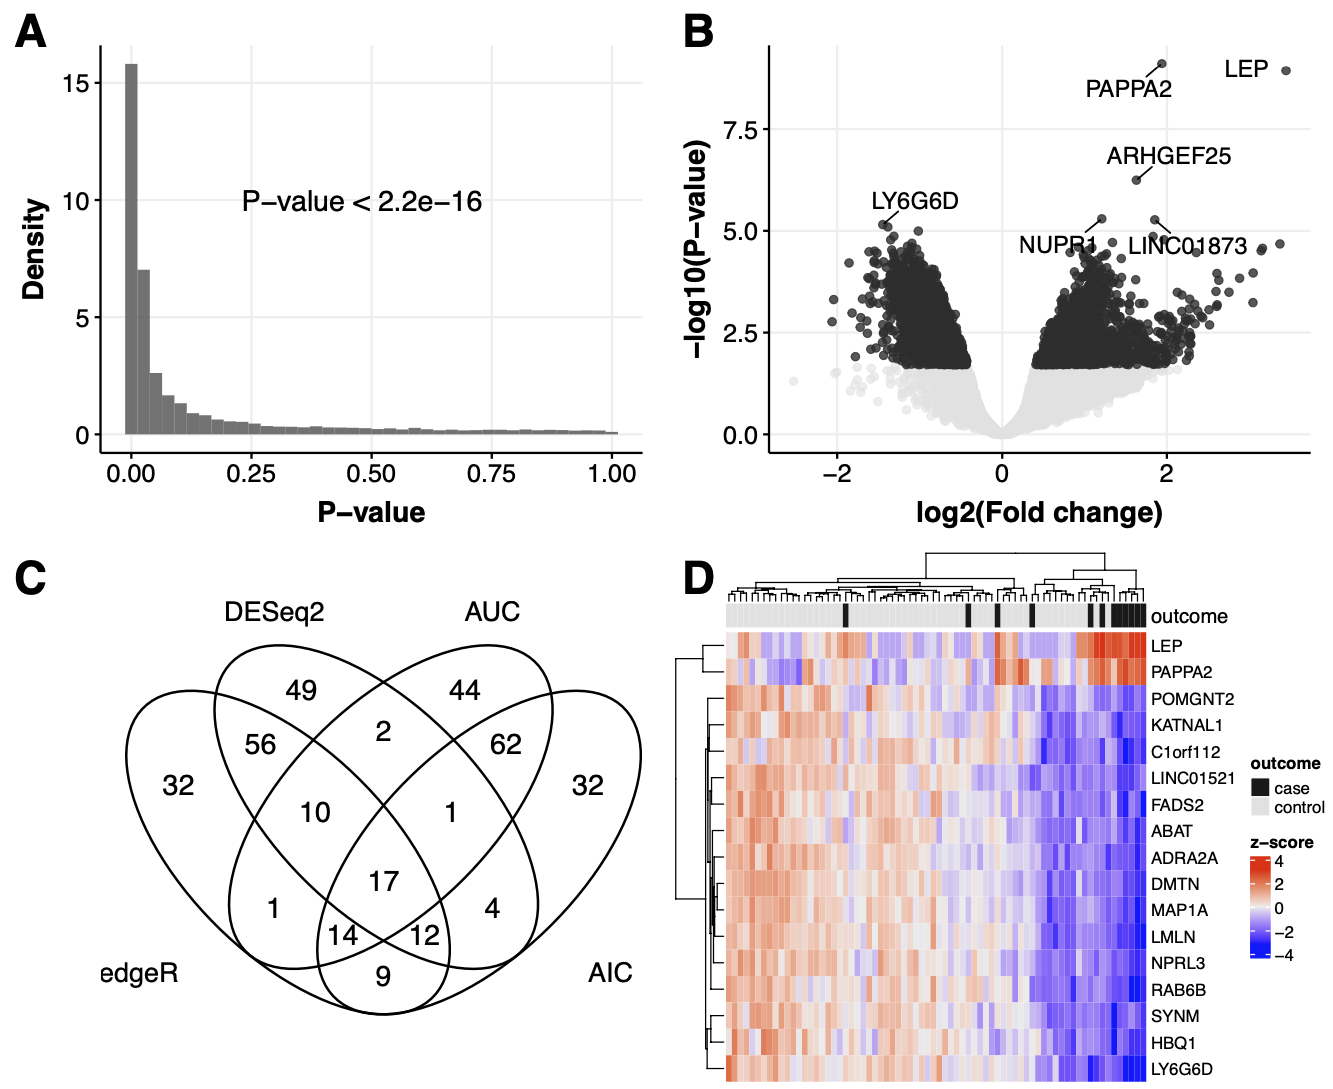 A
15
10
5
0
Density
P−value < 2.2e−16
0.00 0.25 0.50 0.75 1.00
P−value
B
7.5
5.0
2.5
0.0
−log10(P−value)
PAPPA2
LEP
ARHGEF25
LY6G6D
NUPR1
LINC01873
−2 0 2
log2(Fold change)
C
DESeq2 AUC
49 44
2
56 62
32 32
10 1
17
1 4
14 12
9
edgeR AIC
D
outcome
LEP
PAPPA2
POMGNT2
KATNAL1
C1orf112
LINC01521
FADS2
ABAT
ADRA2A
DMTN
MAP1A
LMLN
NPRL3
RAB6B
SYNM
HBQ1
LY6G6D
outcome
case
control
z−score
4
2
0
−2
−4